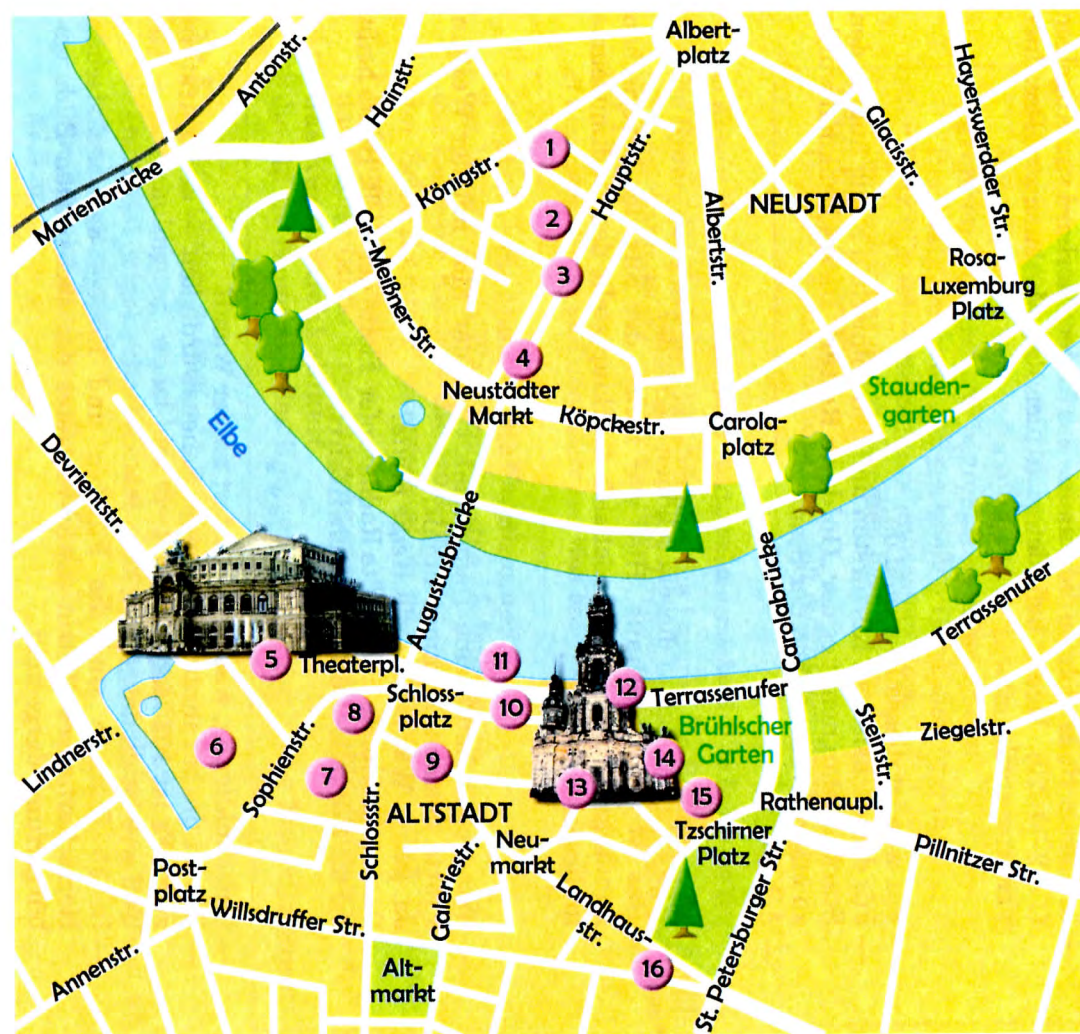 Albert-
platz
Antonstr.
Hainstr.
Hayerswerdaer Str.
Glacisstr.
Marienbrücke
Königstr.
1
Hauptstr.
2
3
Albertstr.
NEUSTADT
Gr.-Meißner-Str.
Rosa-
Luxemburg
Platz
4
Neustädter
Markt
Köpckestr.
Carola-
platz
Stauden-
garten
Elbe
Devrientstr.
Augustusbrücke
Carolabrücke
Terrassenufer
5
Theaterpl.
11
Schloss-
platz
10
12
Terrassenufer
8
Brühlscher
Garten
Steinstr.
Ziegelstr.
Lindnerstr.
6
Sophienstr.
7
9
13
14
15
ALTSTADT
Rathenaupl.
Schlossstr.
Neu-
markt
Tzschirner
Platz
Pillnitzer Str.
Post-
platz
Galeriestr.
Landhaus-
str.
Willsdruffer Str.
St. Petersburger Str.
Annenstr.
Alt-
markt
16